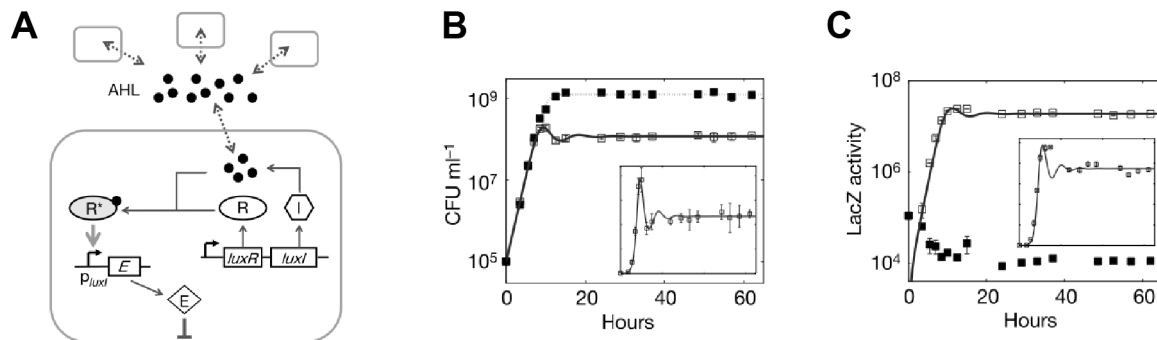 A
AHL
R*
R
I
luxR
luxI
pluxI
E
E
B
CFU ml⁻¹
10⁹
10⁷
10⁵
0
20
40
60
Hours
C
LacZ activity
10⁸
10⁶
10⁴
0
20
40
60
Hours